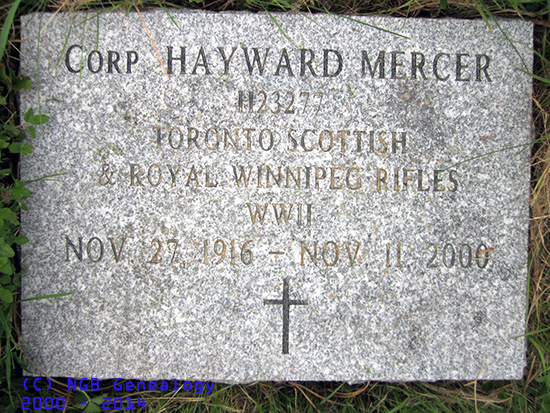 Corp HAYWARD MERCER
H23277
TORONTO SCOTTISH
& ROYAL WINNIPEG RIFLES
WWII
NOV. 27, 1916 – NOV. 11, 2000
(C) NGB Genealogy
2000 - 2014